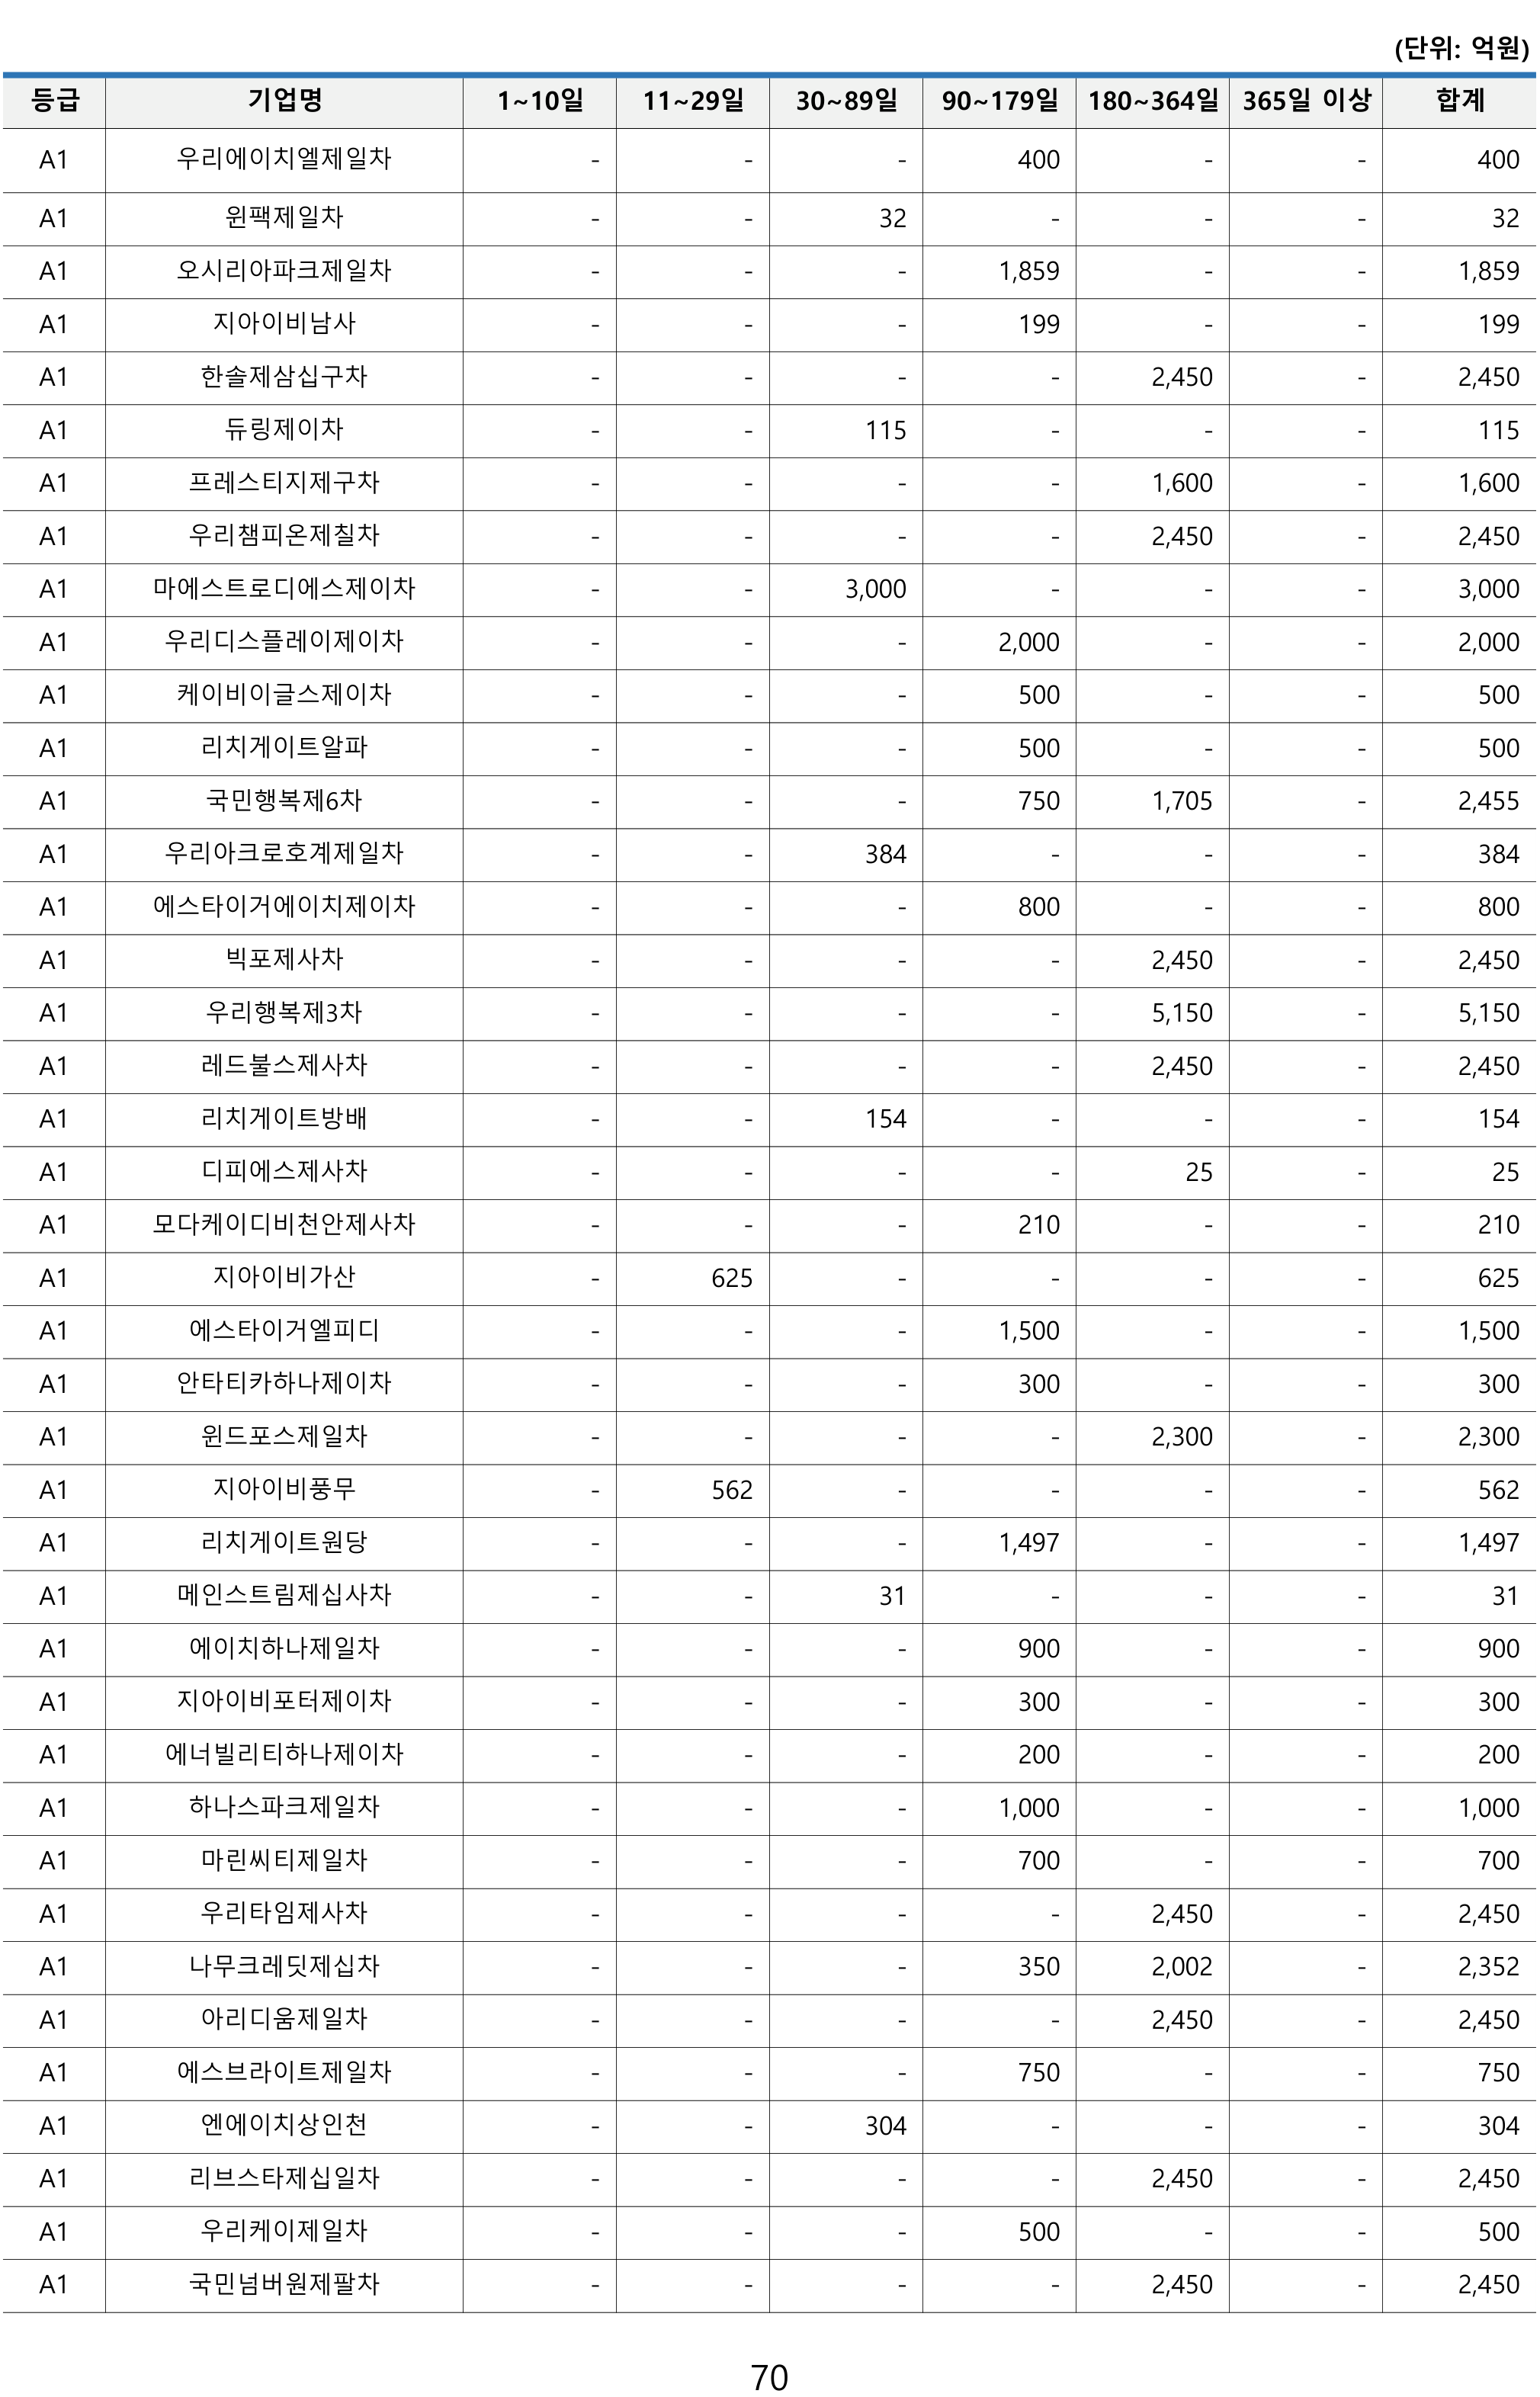 (단위: 억원)
등급 기업명 1~10일 11~29일 30~89일 90~179일 180~364일 365일 이상 합계
A1 우리에이치엘제일차 - - - 400 - - 400
A1 윈팩제일차 - - 32 - - - 32
A1 오시리아파크제일차 - - - 1,859 - - 1,859
A1 지아이비남사 - - - 199 - - 199
A1 한솔제삼십구차 - - - - 2,450 - 2,450
A1 듀링제이차 - - 115 - - - 115
A1 프레스티지제구차 - - - - 1,600 - 1,600
A1 우리챔피온제칠차 - - - - 2,450 - 2,450
A1 마에스트로디에스제이차 - - 3,000 - - - 3,000
A1 우리디스플레이제이차 - - - 2,000 - - 2,000
A1 케이비이글스제이차 - - - 500 - - 500
A1 리치게이트알파 - - - 500 - - 500
A1 국민행복제6차 - - - 750 1,705 - 2,455
A1 우리아크로호계제일차 - - 384 - - - 384
A1 에스타이거에이치제이차 - - - 800 - - 800
A1 빅포제사차 - - - - 2,450 - 2,450
A1 우리행복제3차 - - - - 5,150 - 5,150
A1 레드불스제사차 - - - - 2,450 - 2,450
A1 리치게이트방배 - - 154 - - - 154
A1 디피에스제사차 - - - - 25 - 25
A1 모다케이디비천안제사차 - - - 210 - - 210
A1 지아이비가산 - 625 - - - - 625
A1 에스타이거엘피디 - - - 1,500 - - 1,500
A1 안타티카하나제이차 - - - 300 - - 300
A1 윈드포스제일차 - - - - 2,300 - 2,300
A1 지아이비풍무 - 562 - - - - 562
A1 리치게이트원당 - - - 1,497 - - 1,497
A1 메인스트림제십사차 - - 31 - - - 31
A1 에이치하나제일차 - - - 900 - - 900
A1 지아이비포터제이차 - - - 300 - - 300
A1 에너빌리티하나제이차 - - - 200 - - 200
A1 하나스파크제일차 - - - 1,000 - - 1,000
A1 마린씨티제일차 - - - 700 - - 700
A1 우리타임제사차 - - - - 2,450 - 2,450
A1 나무크레딧제십차 - - - 350 2,002 - 2,352
A1 아리디움제일차 - - - - 2,450 - 2,450
A1 에스브라이트제일차 - - - 750 - - 750
A1 엔에이치상인천 - - 304 - - - 304
A1 리브스타제십일차 - - - - 2,450 - 2,450
A1 우리케이제일차 - - - 500 - - 500
A1 국민넘버원제팔차 - - - - 2,450 - 2,450
70